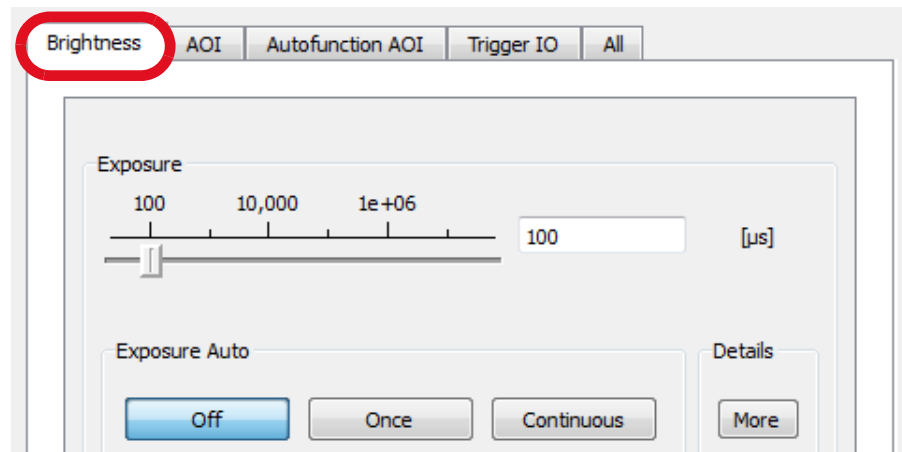 Brightness AOI Autofunction AOI Trigger IO All
Exposure
100 10,000 1e+06
100 [µs]
Exposure Auto Details
Off Once Continuous More